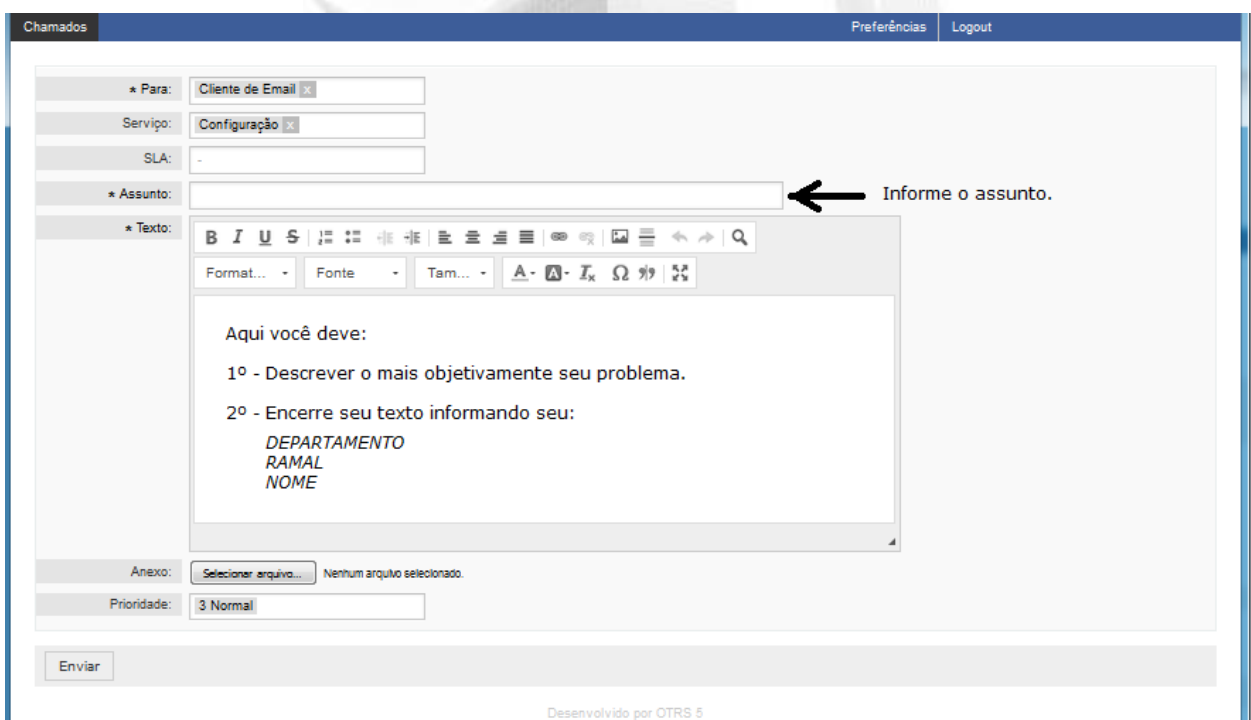 Chamados Preferências Logout
* Para: Cliente de Email x
Serviço: Configuração x
SLA: -
* Assunto: Informe o assunto.
* Texto:
B I U S
Format... Fonte Tam... A A Ix Ω
Aqui você deve:
1º - Descrever o mais objetivamente seu problema.
2º - Encerre seu texto informando seu:
DEPARTAMENTO
RAMAL
NOME
Anexo: Selecionar arquivo... Nenhum arquivo selecionado.
Prioridade: 3 Normal
Enviar
Desenvolvido por OTRS 5